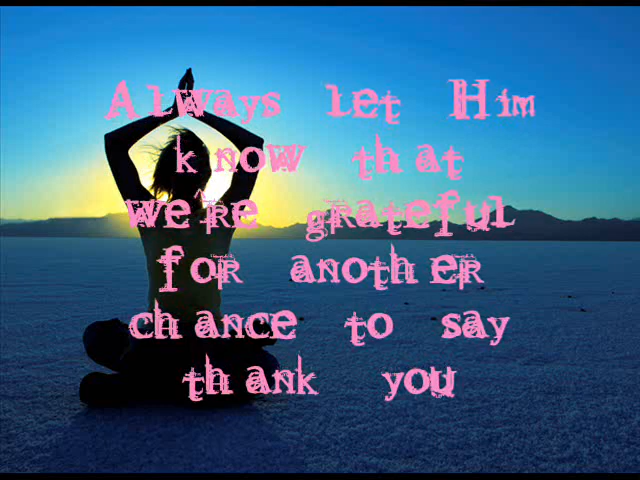 Always let Him
know that
we're grateful
for another
chance to say
thank you